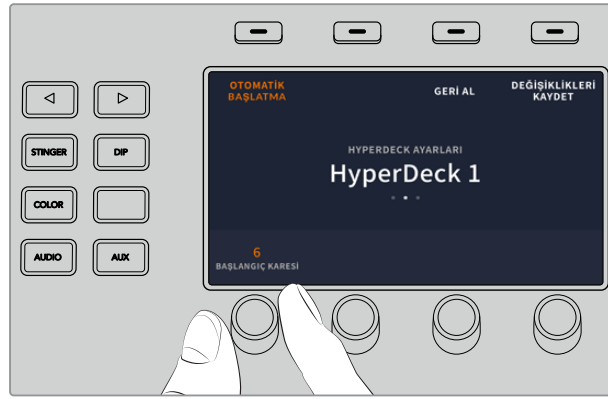 OTOMATİK
BAŞLATMA
GERİ AL
DEĞİŞİKLİKLERİ
KAYDET
HYPERDECK AYARLARI
HyperDeck 1
6
BAŞLANGIÇ KARESİ
STINGER
DIP
COLOR
AUDIO
AUX